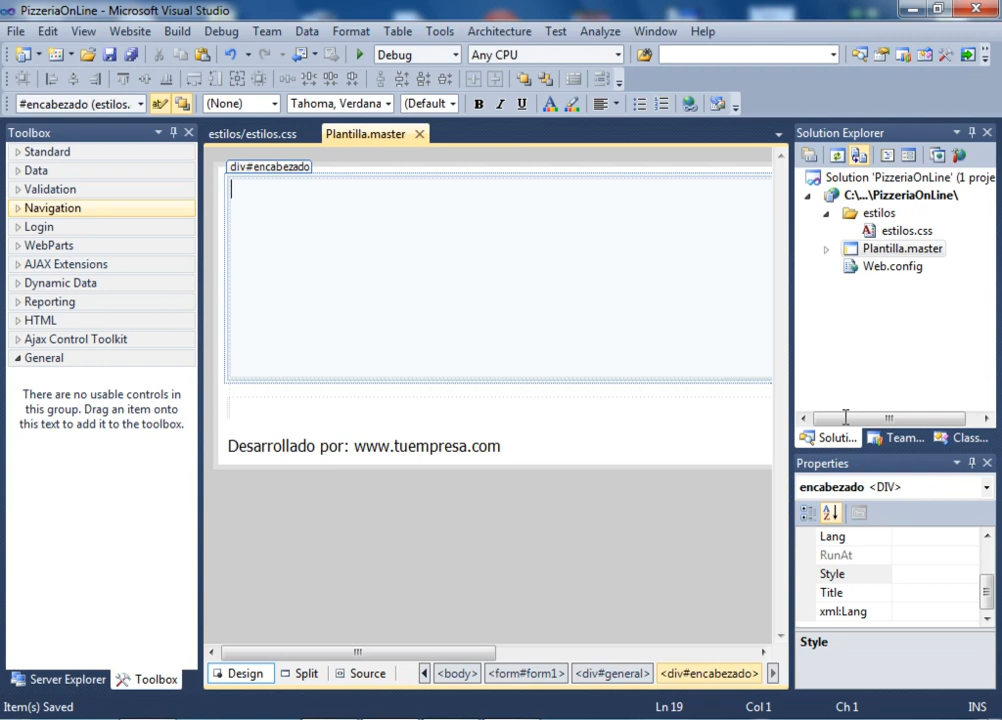 PizzeriaOnLine - Microsoft Visual Studio
File Edit View Website Build Debug Team Data Format Table Tools Architecture Test Analyze Window Help
Debug Any CPU
#encabezado (estilos. (None) Tahoma, Verdana (Default B I U A
Toolbox
Standard
Data
Validation
Navigation
Login
WebParts
AJAX Extensions
Dynamic Data
Reporting
HTML
Ajax Control Toolkit
General
There are no usable controls in
this group. Drag an item onto
this text to add it to the toolbox.
Server Explorer Toolbox
estilos/estilos.css Plantilla.master
div#encabezado
Desarrollado por: www.tuempresa.com
Design Split Source <body> <form#form1> <div#general> <div#encabezado>
Solution Explorer
Solution 'PizzeriaOnLine' (1 proje
C:\...\PizzeriaOnLine\
estilos
estilos.css
Plantilla.master
Web.config
Soluti... Team... Class...
Properties
encabezado <DIV>
Lang
RunAt
Style
Title
xml:Lang
Style
Item(s) Saved Ln 19 Col 1 Ch 1 INS